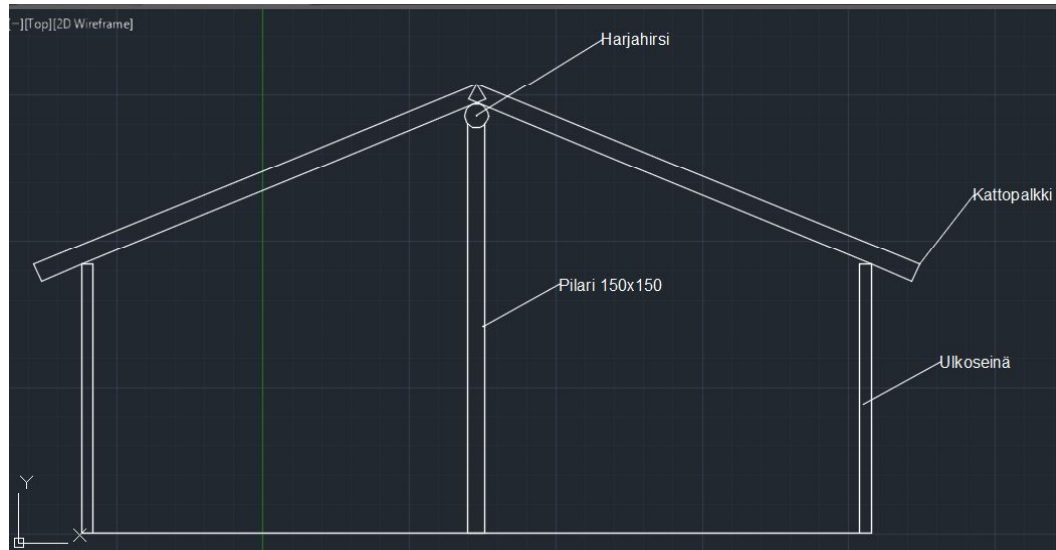 [−][Top][2D Wireframe]
Harjahirsi
Kattopalkki
Pilari 150x150
Ulkoseinä
Y